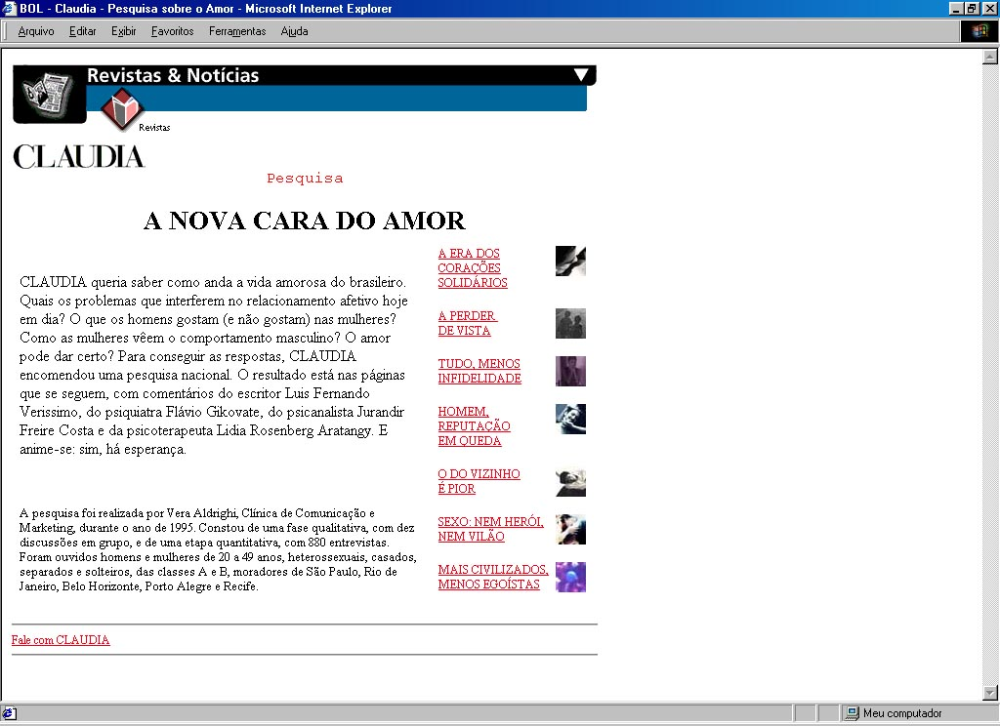 BOL - Claudia - Pesquisa sobre o Amor - Microsoft Internet Explorer
Arquivo Editar Exibir Favoritos Ferramentas Ajuda
Revistas & Notícias
Revistas
CLAUDIA
Pesquisa
A NOVA CARA DO AMOR
CLAUDIA queria saber como anda a vida amorosa do brasileiro.
Quais os problemas que interferem no relacionamento afetivo hoje
em dia? O que os homens gostam (e não gostam) nas mulheres?
Como as mulheres vêem o comportamento masculino? O amor
pode dar certo? Para conseguir as respostas, CLAUDIA
encomendou uma pesquisa nacional. O resultado está nas páginas
que se seguem, com comentários do escritor Luis Fernando
Verissimo, do psiquiatra Flávio Gikovate, do psicanalista Jurandir
Freire Costa e da psicoterapeuta Lidia Rosenberg Aratangy. E
anime-se: sim, há esperança.
A pesquisa foi realizada por Vera Aldrighi, Clínica de Comunicação e
Marketing, durante o ano de 1995. Constou de uma fase qualitativa, com dez
discussões em grupo, e de uma etapa quantitativa, com 880 entrevistas.
Foram ouvidos homens e mulheres de 20 a 49 anos, heterossexuais, casados,
separados e solteiros, das classes A e B, moradores de São Paulo, Rio de
Janeiro, Belo Horizonte, Porto Alegre e Recife.
A ERA DOS
CORAÇÕES
SOLIDÁRIOS
A PERDER
DE VISTA
TUDO, MENOS
INFIDELIDADE
HOMEM,
REPUTAÇÃO
EM QUEDA
O DO VIZINHO
É PIOR
SEXO: NEM HERÓI,
NEM VILÃO
MAIS CIVILIZADOS,
MENOS EGOÍSTAS
Fale com CLAUDIA
Meu computador